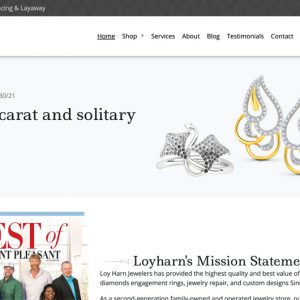 cing & Layaway
Home Shop Services About Blog Testimonials Contact
30/21
carat and solitary
EST of
NT PLEASANT
Loyharn's Mission Stateme
Loy Harn Jewelers has provided the highest quality and best value of
diamonds engagement rings, jewelry repair, and custom designs Sin
As a second-generation family-owned and operated jewelry store, ou